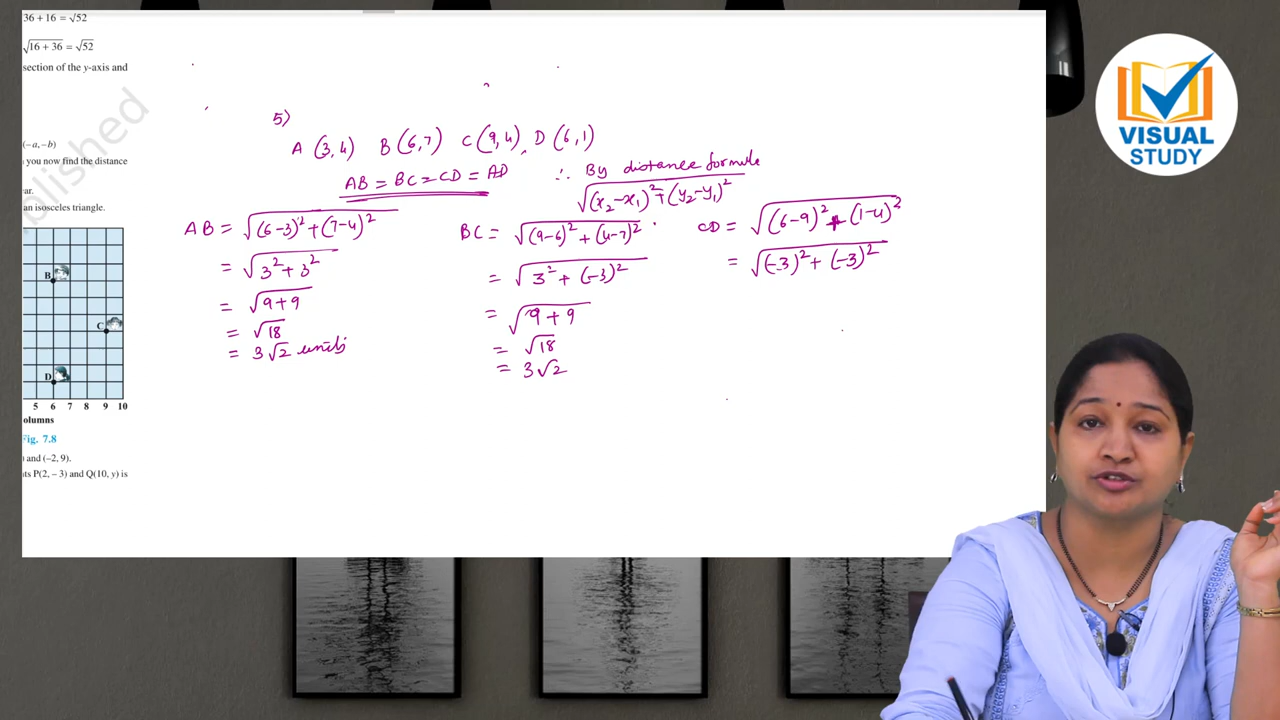 36 + 16 = √52
√16 + 36 = √52
section of the y-axis and
(−a, −b)
you now find the distance
ear.
an isosceles triangle.
blished
B
C
D
5 6 7 8 9 10
olumns
Fig. 7.8
) and (−2, 9).
ts P(2, – 3) and Q(10, y) is
5)
A (3,4) B (6,7) C (9,4) D (6,1)
AB = BC = CD = AD
∴ By distance formula
√(x₂−x₁)² + (y₂−y₁)²
AB = √(6−3)² + (7−4)²
= √3² + 3²
= √9+9
= √18
= 3√2 units
BC = √(9−6)² + (4−7)²
= √3² + (−3)²
= √9 + 9
= √18
= 3√2
CD = √(6−9)² + (1−4)²
= √(−3)² + (−3)²
VISUAL
STUDY